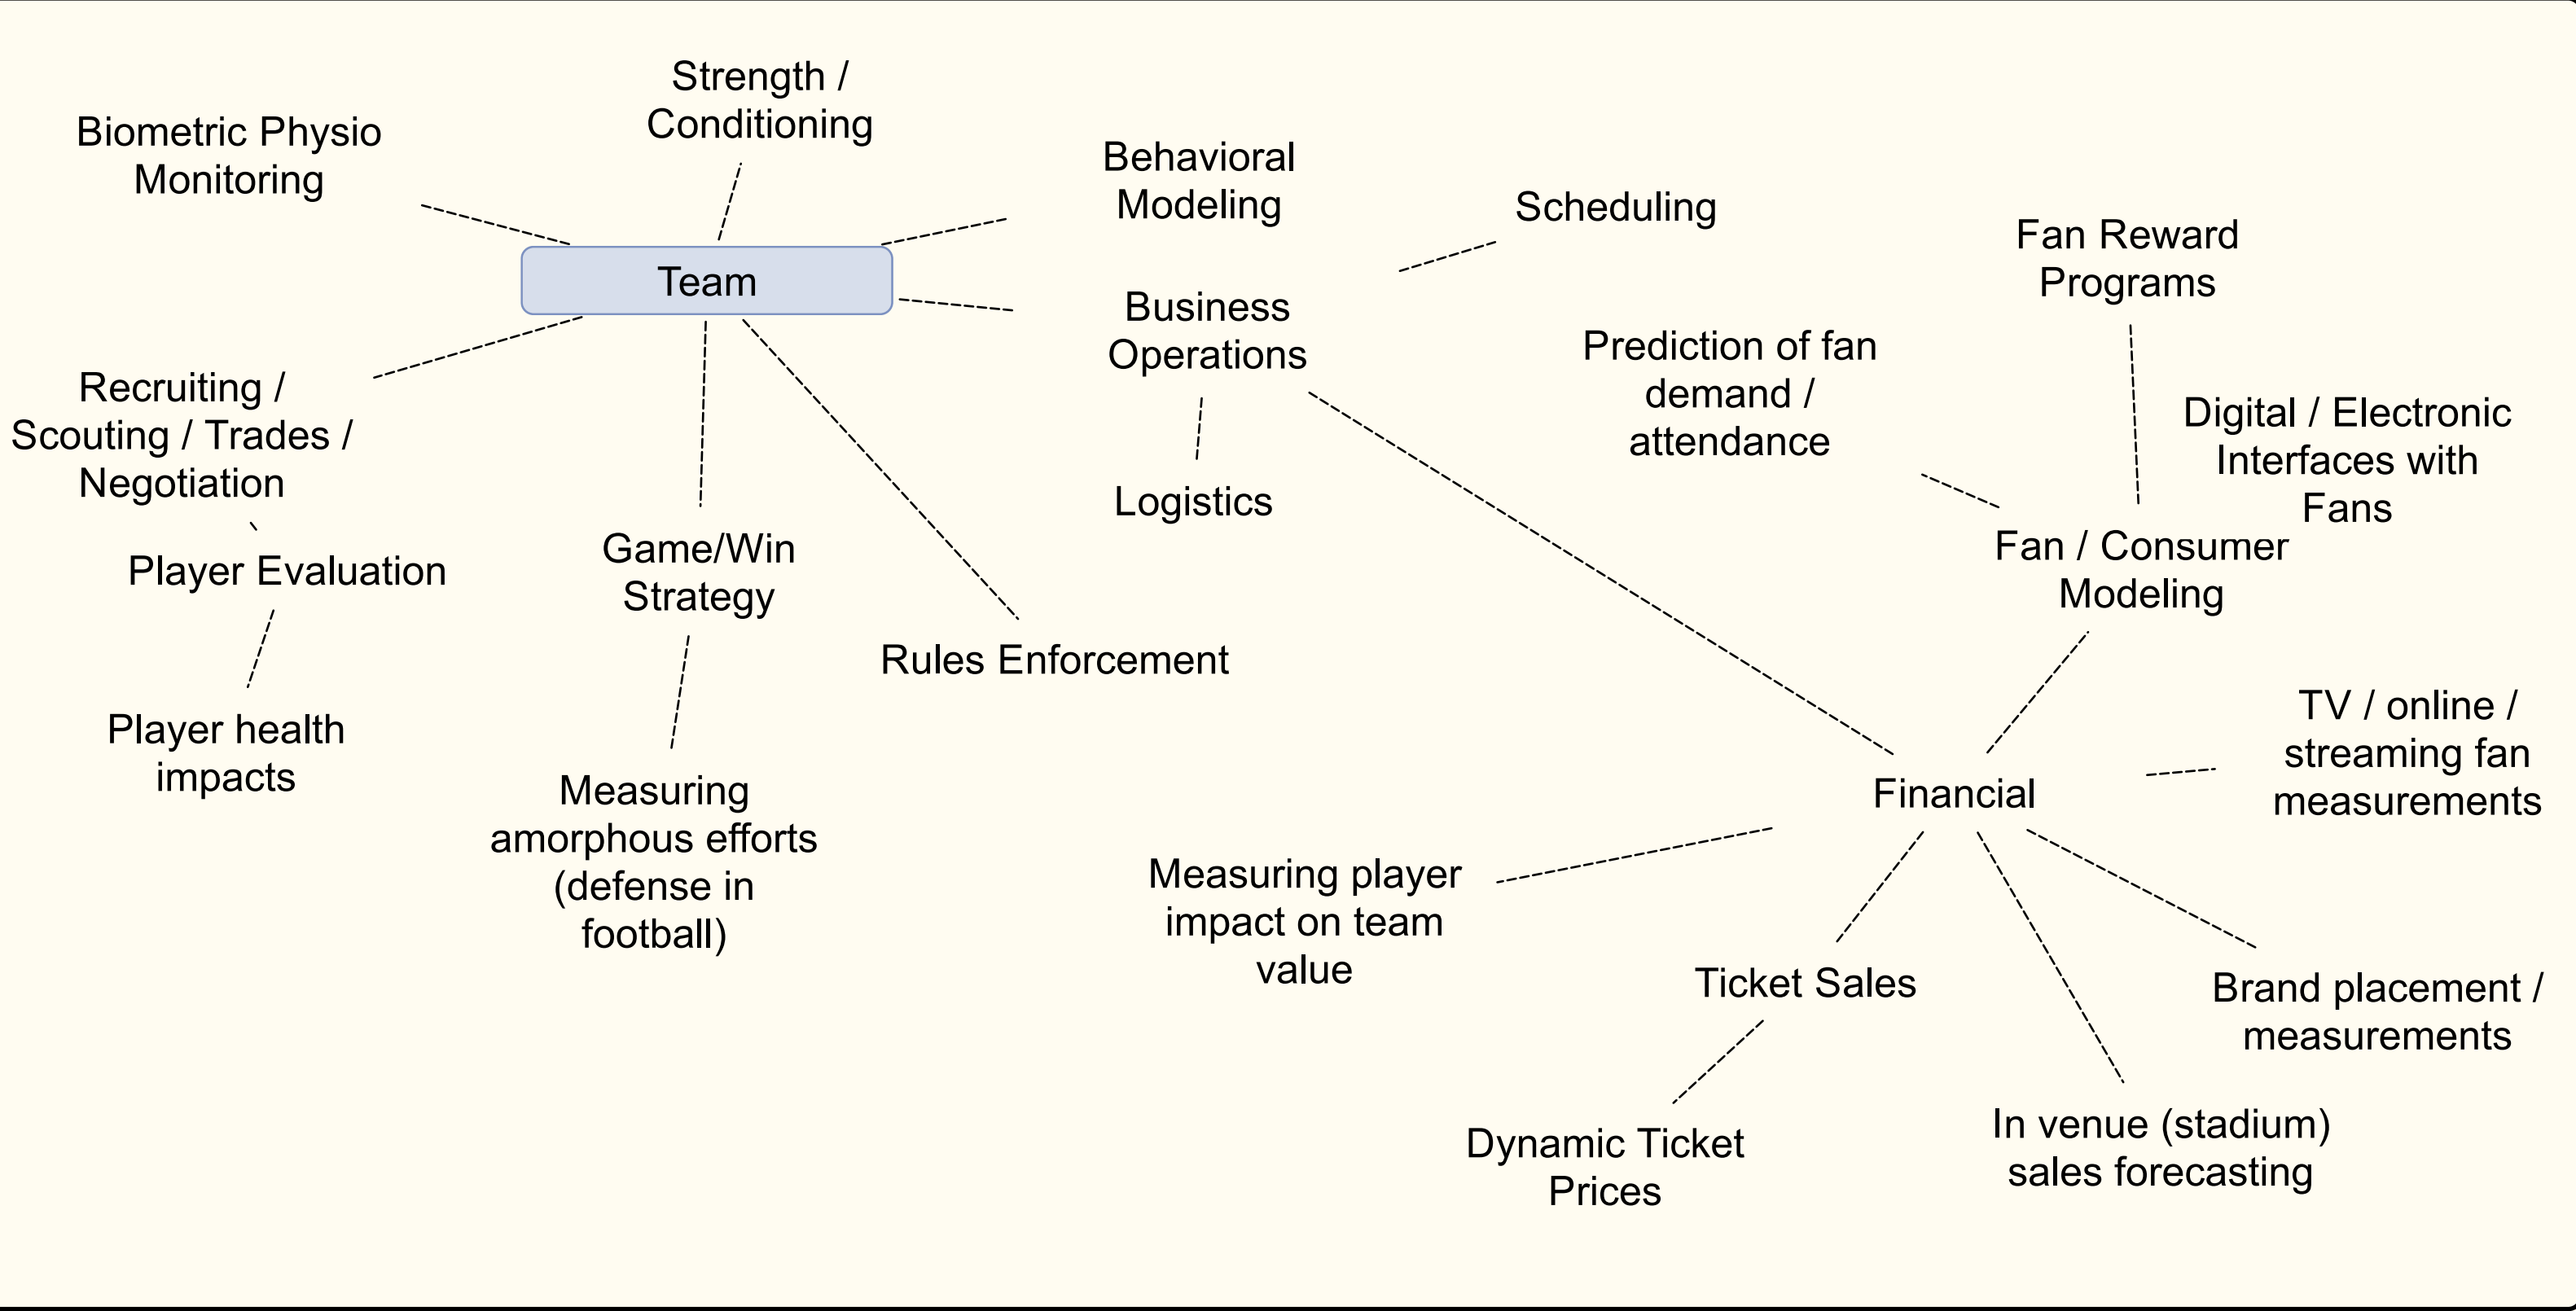 Strength /
Conditioning
Biometric Physio
Monitoring
Behavioral
Modeling
Scheduling
Fan Reward
Programs
Team
Business
Operations
Prediction of fan
demand /
attendance
Recruiting /
Scouting / Trades /
Negotiation
Digital / Electronic
Interfaces with
Fans
Logistics
Game/Win
Strategy
Fan / Consumer
Modeling
Player Evaluation
Rules Enforcement
Player health
impacts
TV / online /
streaming fan
measurements
Measuring
amorphous efforts
(defense in
football)
Financial
Measuring player
impact on team
value
Ticket Sales
Brand placement /
measurements
Dynamic Ticket
Prices
In venue (stadium)
sales forecasting